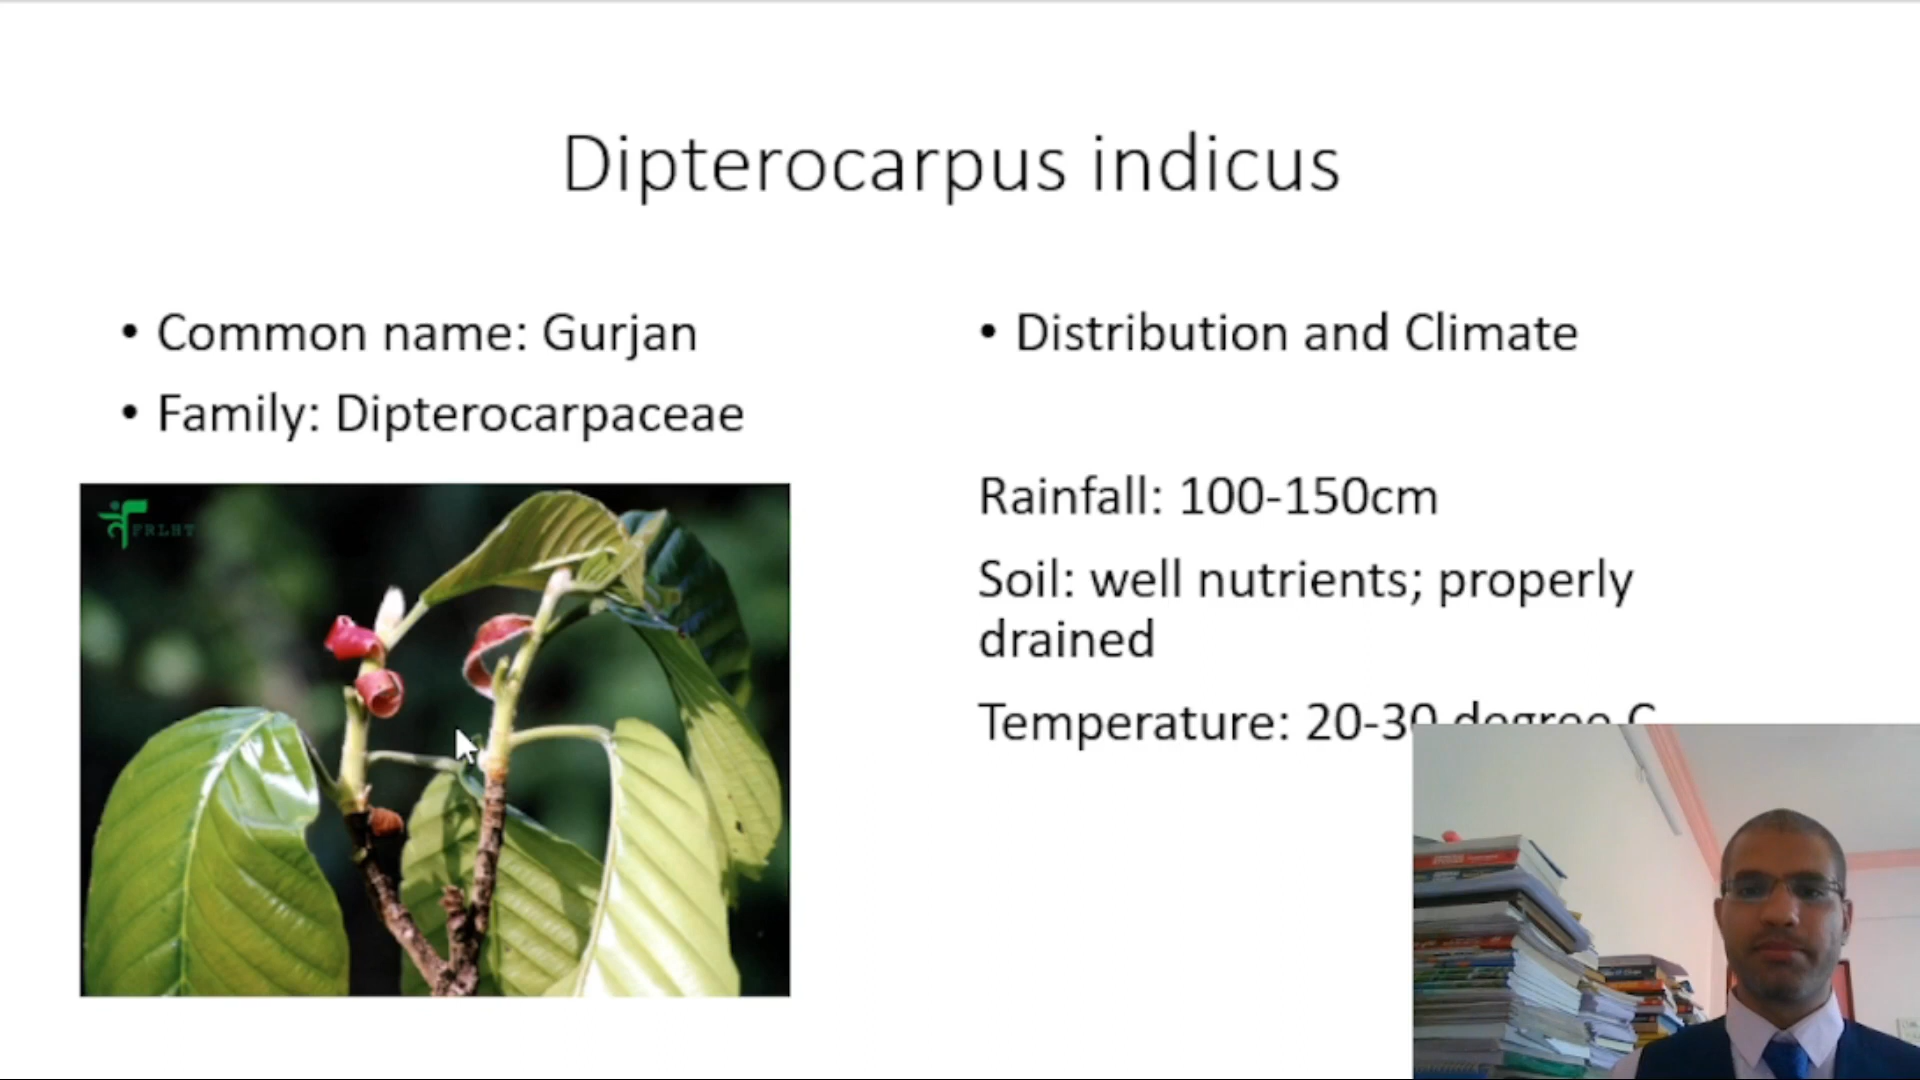 Dipterocarpus indicus
• Common name: Gurjan
• Family: Dipterocarpaceae
FRLHT
• Distribution and Climate
Rainfall: 100-150cm
Soil: well nutrients; properly
drained
Temperature: 20-30 degree C